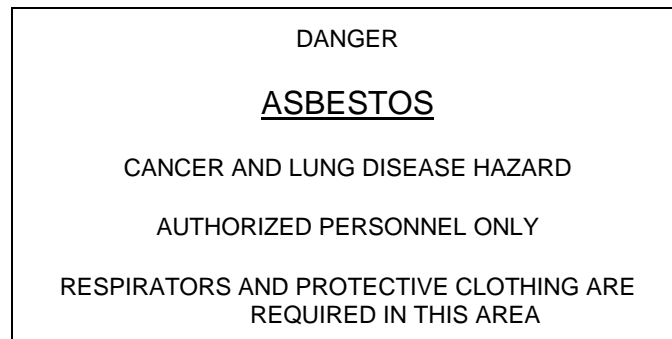 DANGER
ASBESTOS
CANCER AND LUNG DISEASE HAZARD
AUTHORIZED PERSONNEL ONLY
RESPIRATORS AND PROTECTIVE CLOTHING ARE
REQUIRED IN THIS AREA